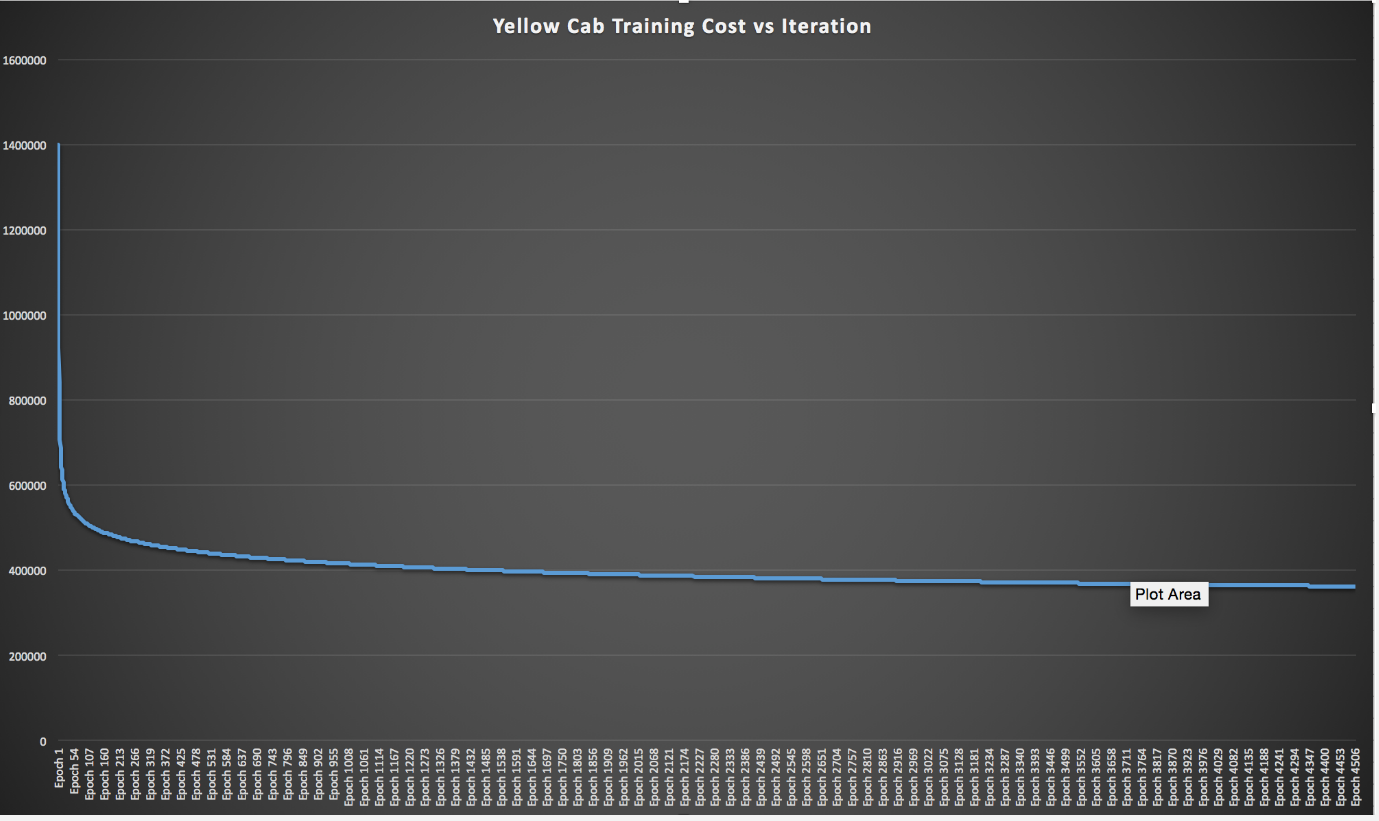 Yellow Cab Training Cost vs Iteration
1600000
1400000
1200000
1000000
800000
600000
400000
200000
0
Plot Area
Epoch 1
Epoch 54
Epoch 107
Epoch 160
Epoch 213
Epoch 266
Epoch 319
Epoch 372
Epoch 425
Epoch 478
Epoch 531
Epoch 584
Epoch 637
Epoch 690
Epoch 743
Epoch 796
Epoch 849
Epoch 902
Epoch 955
Epoch 1008
Epoch 1061
Epoch 1114
Epoch 1167
Epoch 1220
Epoch 1273
Epoch 1326
Epoch 1379
Epoch 1432
Epoch 1485
Epoch 1538
Epoch 1591
Epoch 1644
Epoch 1697
Epoch 1750
Epoch 1803
Epoch 1856
Epoch 1909
Epoch 1962
Epoch 2015
Epoch 2068
Epoch 2121
Epoch 2174
Epoch 2227
Epoch 2280
Epoch 2333
Epoch 2386
Epoch 2439
Epoch 2492
Epoch 2545
Epoch 2598
Epoch 2651
Epoch 2704
Epoch 2757
Epoch 2810
Epoch 2863
Epoch 2916
Epoch 2969
Epoch 3022
Epoch 3075
Epoch 3128
Epoch 3181
Epoch 3234
Epoch 3287
Epoch 3340
Epoch 3393
Epoch 3446
Epoch 3499
Epoch 3552
Epoch 3605
Epoch 3658
Epoch 3711
Epoch 3764
Epoch 3817
Epoch 3870
Epoch 3923
Epoch 3976
Epoch 4029
Epoch 4082
Epoch 4135
Epoch 4188
Epoch 4241
Epoch 4294
Epoch 4347
Epoch 4400
Epoch 4453
Epoch 4506